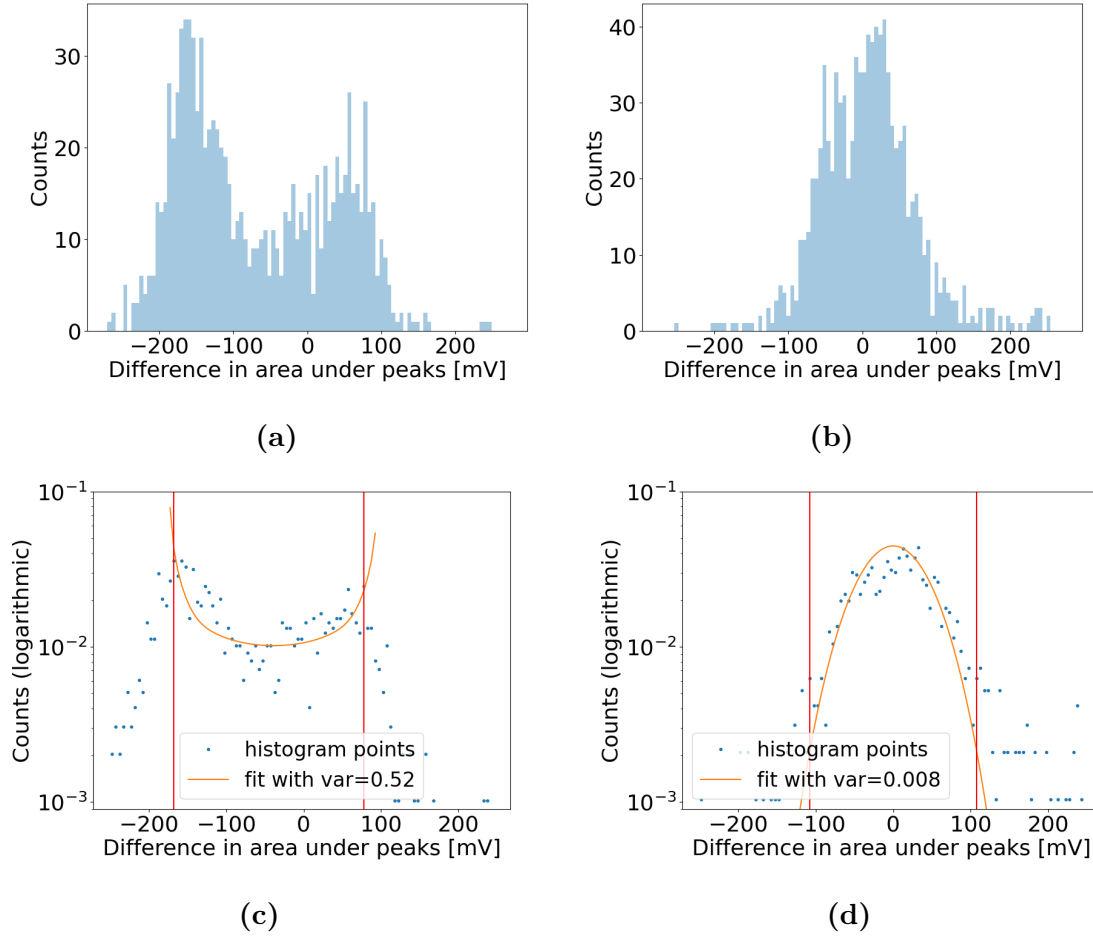 30
20
10
0
Counts
−200 −100 0 100 200
Difference in area under peaks [mV]
(a)
40
30
20
10
0
Counts
−200 −100 0 100 200
Difference in area under peaks [mV]
(b)
10⁻¹
10⁻²
10⁻³
Counts (logarithmic)
histogram points
fit with var=0.52
−200 −100 0 100 200
Difference in area under peaks [mV]
(c)
10⁻¹
10⁻²
10⁻³
Counts (logarithmic)
histogram points
fit with var=0.008
−200 −100 0 100 200
Difference in area under peaks [mV]
(d)